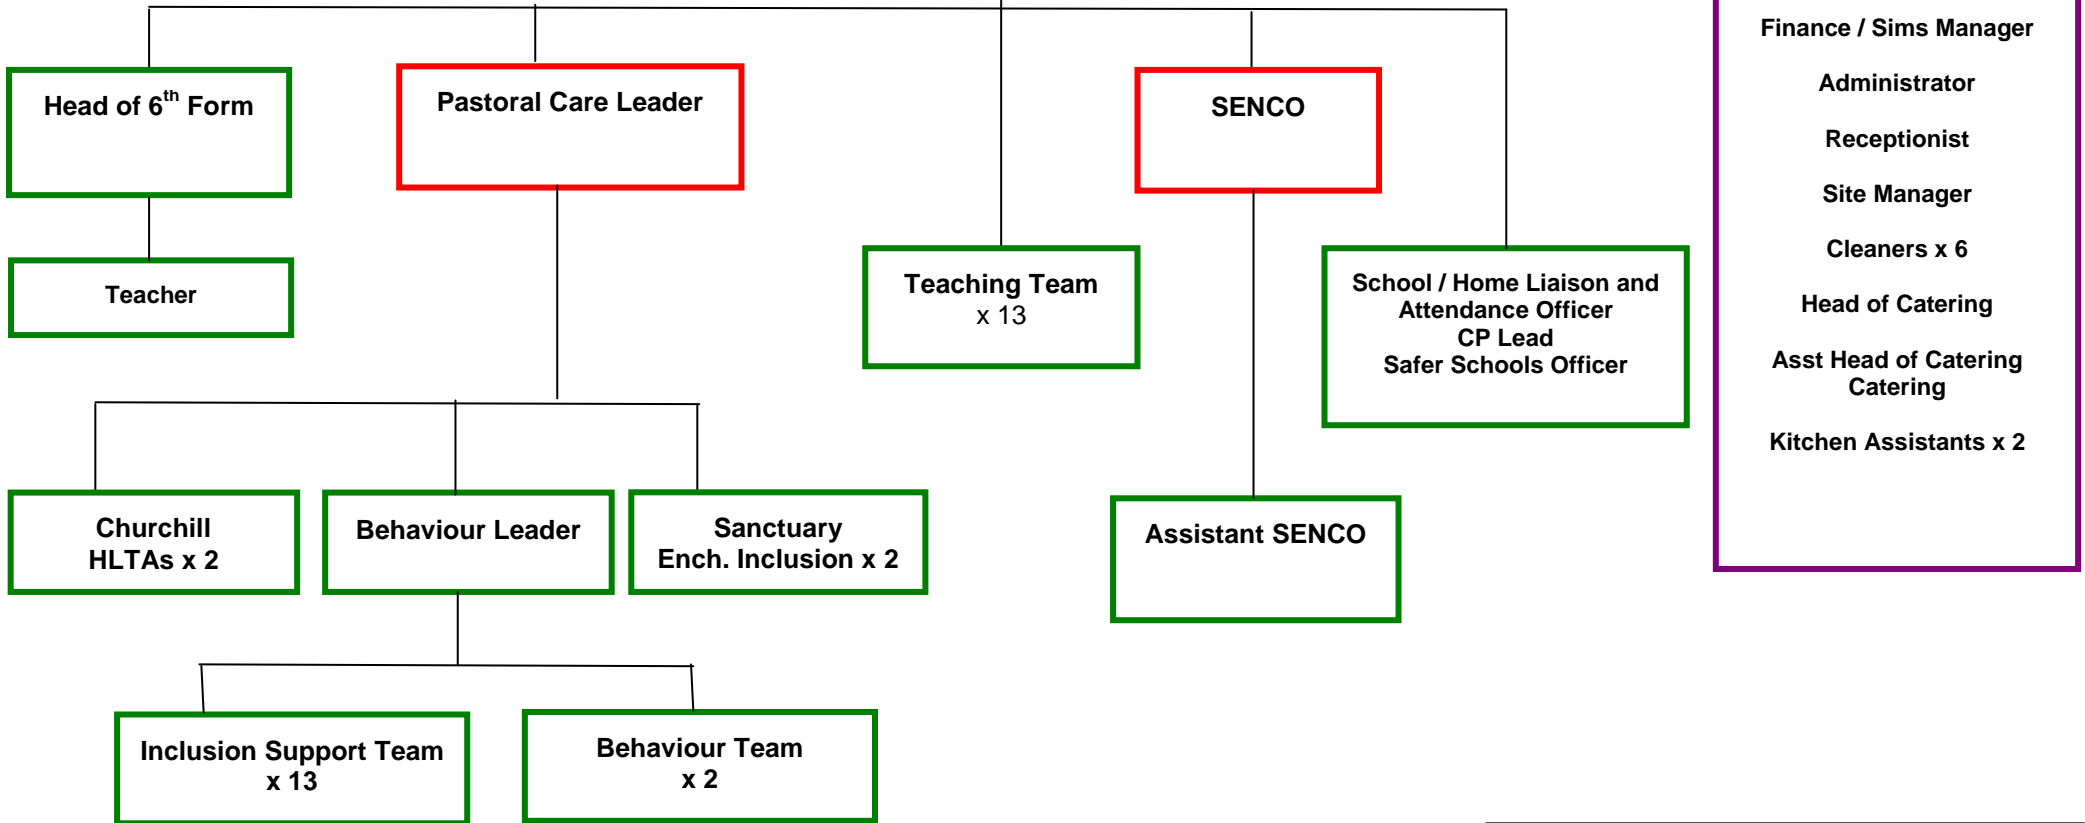 Head of 6th Form
Pastoral Care Leader
SENCO
Teacher
Teaching Team
x 13
School / Home Liaison and
Attendance Officer
CP Lead
Safer Schools Officer
Churchill
HLTAs x 2
Behaviour Leader
Sanctuary
Ench. Inclusion x 2
Assistant SENCO
Inclusion Support Team
x 13
Behaviour Team
x 2
Finance / Sims Manager
Administrator
Receptionist
Site Manager
Cleaners x 6
Head of Catering
Asst Head of Catering
Catering
Kitchen Assistants x 2